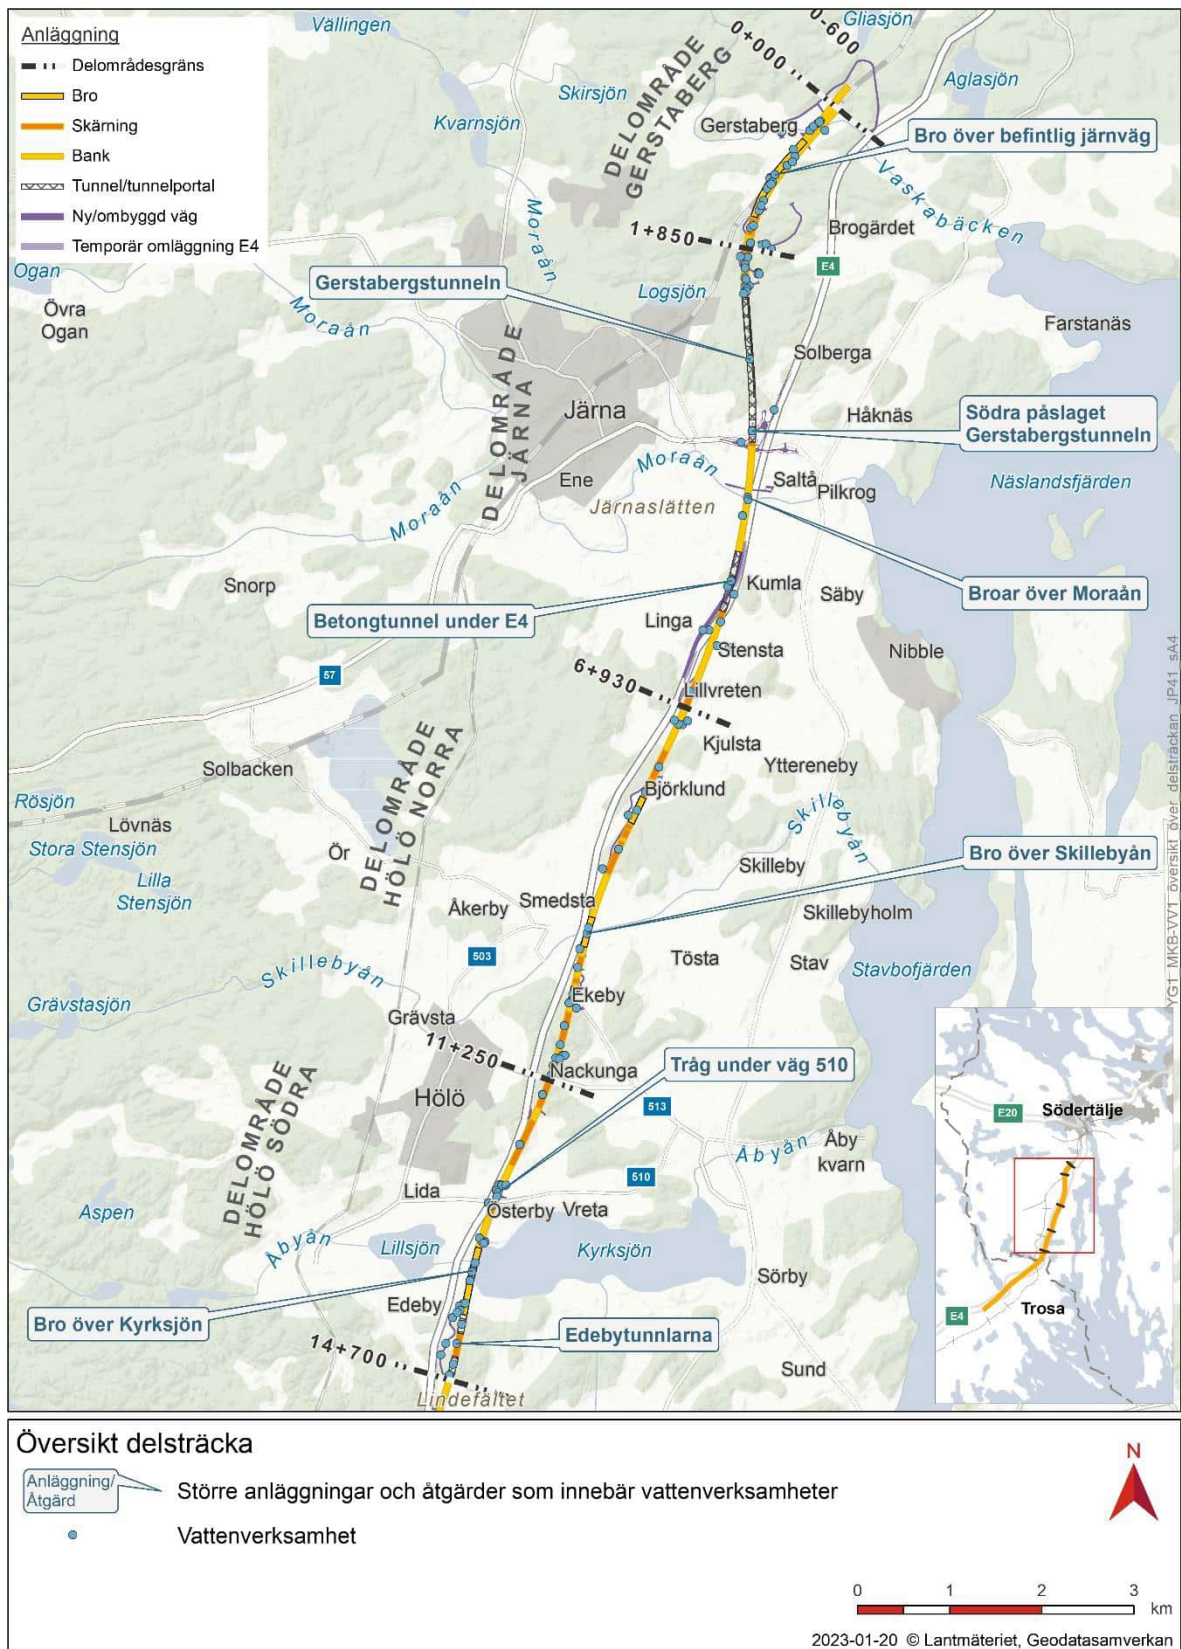 Anläggning
Delområdesgräns
Bro
Skärning
Bank
Tunnel/tunnelportal
Ny/ombyggd väg
Temporär omläggning E4
Vällingen
0-600
Gliasjön
0+000
Skirsjön
Aglasjön
Kvarnsjön
DELOMRÅDE
GERSTABERG
Gerstaberg
Bro över befintlig järnväg
Vaskabäcken
Moraån
1+850
Brogärdet
E4
Ogan
Gerstabergstunneln
Logsjön
Övra
Ogan
Moraån
Farstanäs
Solberga
DELOMRÅDE
JÄRNA
Järna
Håknäs
Södra påslaget
Gerstabergstunneln
Moraån
Ene
Saltå
Pilkrog
Näslandsfjärden
Järnaslätten
Moraån
Snorp
Kumla
Säby
Broar över Moraån
Betongtunnel under E4
Linga
Stensta
Nibble
57
6+930
Lillvreten
Kjulsta
DELOMRÅDE
HÖLÖ NORRA
Solbacken
Yttereneby
Björklund
Rösjön
Lövnäs
Skillebyån
Stora Stensjön
Ör
Skilleby
Bro över Skillebyån
Lilla
Stensjön
Smedsta
Åkerby
Skillebyholm
503
Tösta
Stav
Stavbofjärden
Skillebyån
Grävstasjön
Ekeby
Grävsta
11+250
Nackunga
Tråg under väg 510
Hölö
DELOMRÅDE
HÖLÖ SÖDRA
513
E20
Södertälje
Åbyån
Åby
kvarn
510
Lida
Aspen
Österby
Vreta
Åbyån
Lillsjön
Kyrksjön
Sörby
Edeby
Bro över Kyrksjön
Edebytunnlarna
Trosa
E4
14+700
Sund
Lindefältet
YG1_MKB-VV1_översikt_över_delsträckan_JP41_sA4
Översikt delsträcka
Anläggning/
Åtgärd
Större anläggningar och åtgärder som innebär vattenverksamheter
Vattenverksamhet
N
0 1 2 3
km
2023-01-20 © Lantmäteriet, Geodatasamverkan